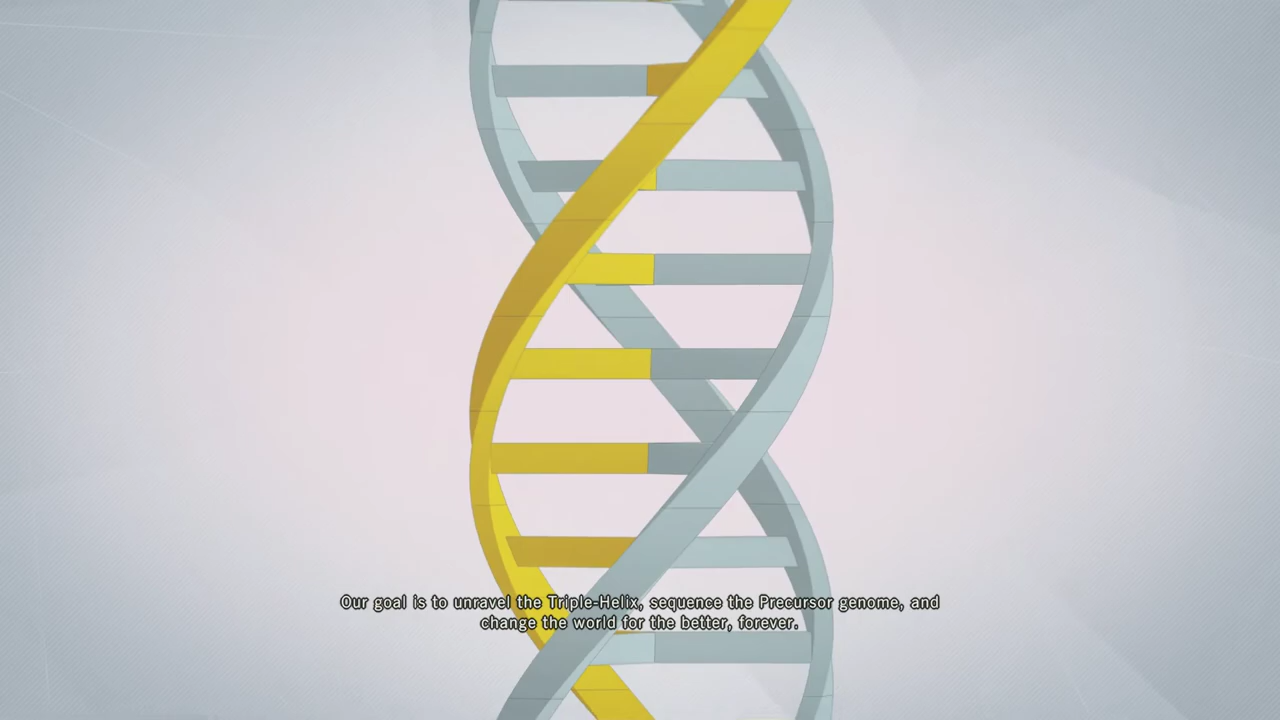 Our goal is to unravel the Triple-Helix, sequence the Precursor genome, and
change the world for the better, forever.